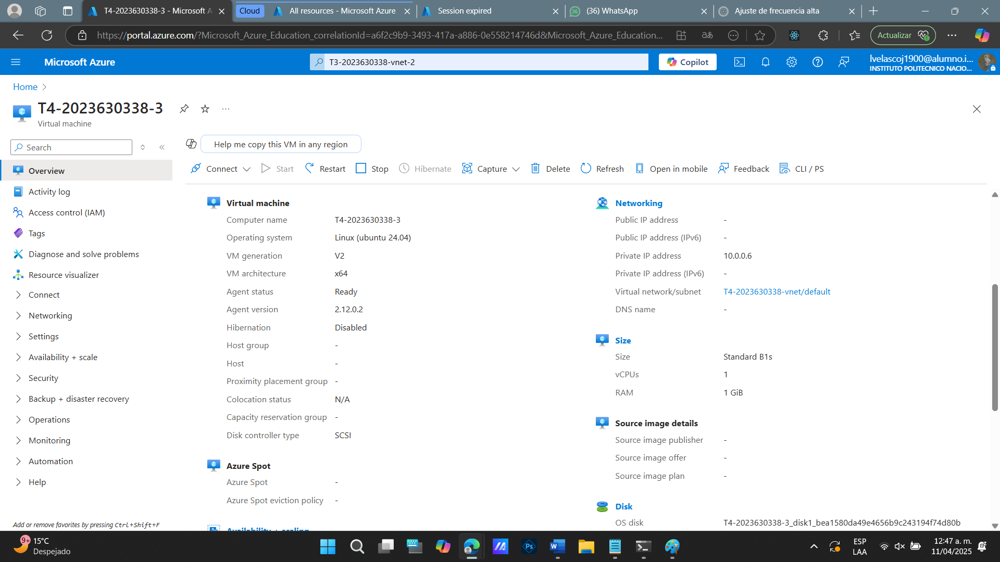 T4-2023630338-3 - Microsoft A
Cloud
All resources - Microsoft Azure
Session expired
(36) WhatsApp
Ajuste de frecuencia alta
https://portal.azure.com/?Microsoft_Azure_Education_correlationId=a6f2c9b9-3493-417a-a886-0e558214746d&Microsoft_Azure_Education...
Actualizar
Microsoft Azure
T3-2023630338-vnet-2
Copilot
lvelascoj1900@alumno.i...
INSTITUTO POLITECNICO NACIO...
Home
T4-2023630338-3
Virtual machine
Search
Help me copy this VM in any region
Connect
Start
Restart
Stop
Hibernate
Capture
Delete
Refresh
Open in mobile
Feedback
CLI / PS
Overview
Activity log
Access control (IAM)
Tags
Diagnose and solve problems
Resource visualizer
Connect
Networking
Settings
Availability + scale
Security
Backup + disaster recovery
Operations
Monitoring
Automation
Help
Add or remove favorites by pressing Ctrl+Shift+F
Virtual machine
Computer name T4-2023630338-3
Operating system Linux (ubuntu 24.04)
VM generation V2
VM architecture x64
Agent status Ready
Agent version 2.12.0.2
Hibernation Disabled
Host group -
Host -
Proximity placement group -
Colocation status N/A
Capacity reservation group -
Disk controller type SCSI
Azure Spot
Azure Spot -
Azure Spot eviction policy -
Availability + scaling
Networking
Public IP address -
Public IP address (IPv6) -
Private IP address 10.0.0.6
Private IP address (IPv6) -
Virtual network/subnet T4-2023630338-vnet/default
DNS name -
Size
Size Standard B1s
vCPUs 1
RAM 1 GiB
Source image details
Source image publisher -
Source image offer -
Source image plan -
Disk
OS disk T4-2023630338-3_disk1_bea1580da49e4656b9c243194f74d80b
9+
15°C
Despejado
ESP
LAA
12:47 a. m.
11/04/2025